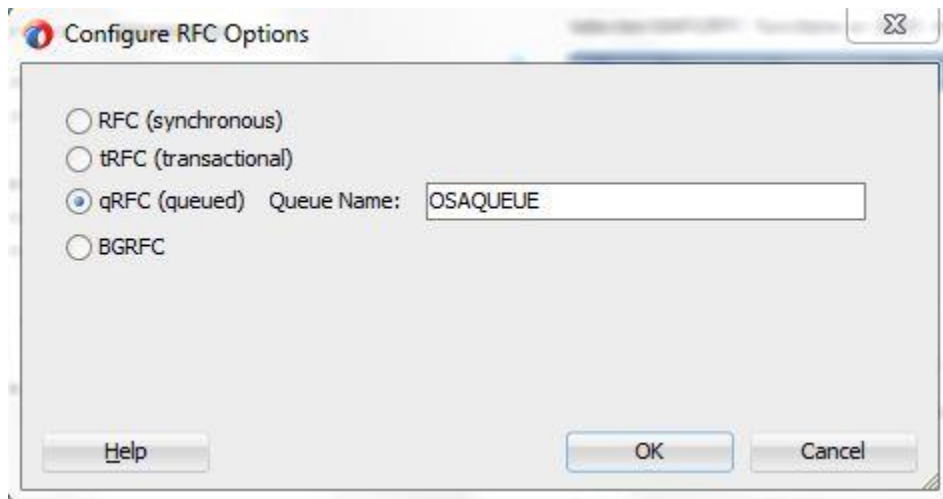 Configure RFC Options
RFC (synchronous)
tRFC (transactional)
qRFC (queued) Queue Name: OSAQUEUE
BGRFC
Help OK Cancel